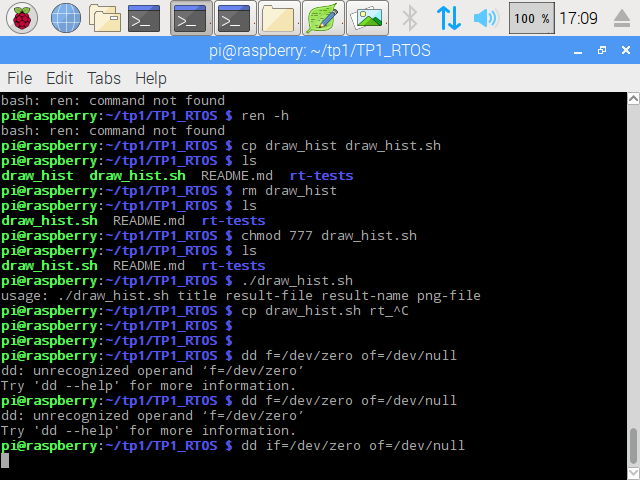 100 %
17:09
pi@raspberry: ~/tp1/TP1_RTOS
File Edit Tabs Help
bash: ren: command not found
pi@raspberry:~/tp1/TP1_RTOS $ ren -h
bash: ren: command not found
pi@raspberry:~/tp1/TP1_RTOS $ cp draw_hist draw_hist.sh
pi@raspberry:~/tp1/TP1_RTOS $ ls
draw_hist  draw_hist.sh  README.md  rt-tests
pi@raspberry:~/tp1/TP1_RTOS $ rm draw_hist
pi@raspberry:~/tp1/TP1_RTOS $ ls
draw_hist.sh  README.md  rt-tests
pi@raspberry:~/tp1/TP1_RTOS $ chmod 777 draw_hist.sh
pi@raspberry:~/tp1/TP1_RTOS $ ls
draw_hist.sh  README.md  rt-tests
pi@raspberry:~/tp1/TP1_RTOS $ ./draw_hist.sh
usage: ./draw_hist.sh title result-file result-name png-file
pi@raspberry:~/tp1/TP1_RTOS $ cp draw_hist.sh rt_^C
pi@raspberry:~/tp1/TP1_RTOS $
pi@raspberry:~/tp1/TP1_RTOS $
pi@raspberry:~/tp1/TP1_RTOS $ dd f=/dev/zero of=/dev/null
dd: unrecognized operand ‘f=/dev/zero’
Try 'dd --help' for more information.
pi@raspberry:~/tp1/TP1_RTOS $ dd f=/dev/zero of=/dev/null
dd: unrecognized operand ‘f=/dev/zero’
Try 'dd --help' for more information.
pi@raspberry:~/tp1/TP1_RTOS $ dd if=/dev/zero of=/dev/null